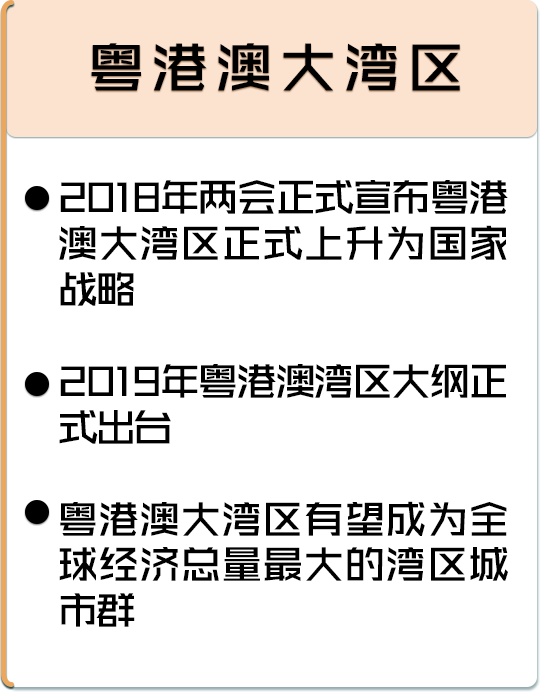 粤港澳大湾区
●2018年两会正式宣布粤港
澳大湾区正式上升为国家
战略
●2019年粤港澳湾区大纲正
式出台
●粤港澳大湾区有望成为全
球经济总量最大的湾区城
市群